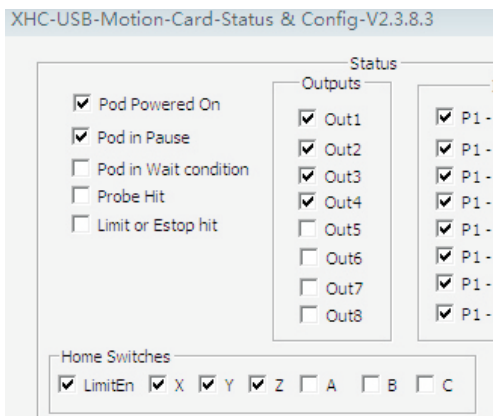 XHC-USB-Motion-Card-Status & Config-V2.3.8.3
Status
Outputs
Pod Powered On
Pod in Pause
Pod in Wait condition
Probe Hit
Limit or Estop hit
Out1
Out2
Out3
Out4
Out5
Out6
Out7
Out8
P1 -
P1 -
P1 -
P1 -
P1 -
P1 -
P1 -
P1 -
Home Switches
LimitEn X Y Z A B C